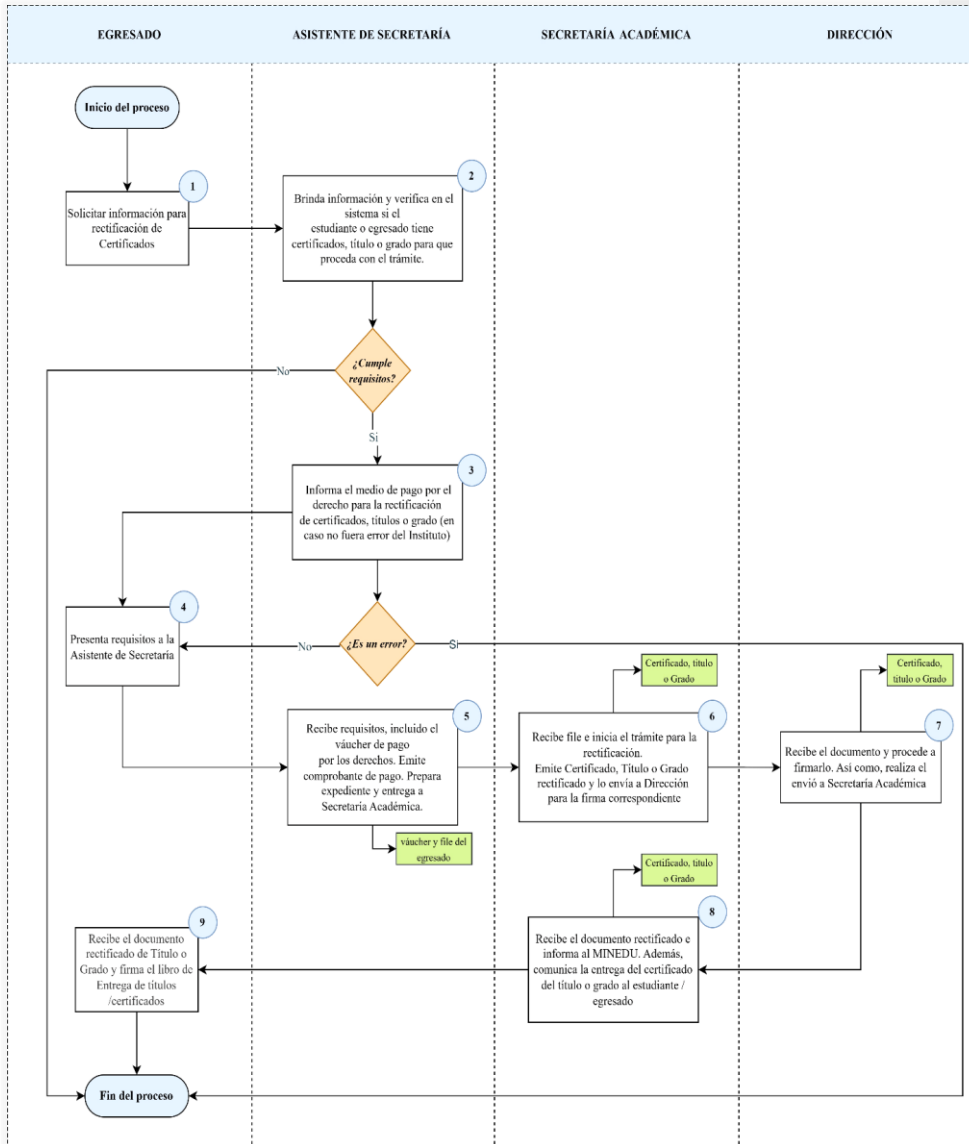 EGRESADO
ASISTENTE DE SECRETARÍA
SECRETARÍA ACADÉMICA
DIRECCIÓN
Inicio del proceso
1
Solicitar información para
rectificación de
Certificados
2
Brinda información y verifica en el
sistema si el
estudiante o egresado tiene
certificados, título o grado para que
proceda con el trámite.
¿Cumple
requisitos?
No
Si
3
Informa el medio de pago por el
derecho para la rectificación
de certificados, títulos o grado (en
caso no fuera error del Instituto)
4
Presenta requisitos a la
Asistente de Secretaría
¿Es un error?
No
Si
5
Recibe requisitos, incluido el
váucher de pago
por los derechos. Emite
comprobante de pago. Prepara
expediente y entrega a
Secretaría Académica.
váucher y file del
egresado
Certificado, titulo
o Grado
6
Recibe file e inicia el trámite para la
rectificación.
Emite Certificado, Título o Grado
rectificado y lo envía a Dirección
para la firma correspondiente
Certificado,
titulo o Grado
7
Recibe el documento y procede a
firmarlo. Así como, realiza el
envió a Secretaría Académica
Certificado, titulo
o Grado
8
Recibe el documento rectificado e
informa al MINEDU. Además,
comunica la entrega del certificado
del título o grado al estudiante /
egresado
9
Recibe el documento
rectificado de Título o
Grado y firma el libro de
Entrega de títulos
/certificados
Fin del proceso